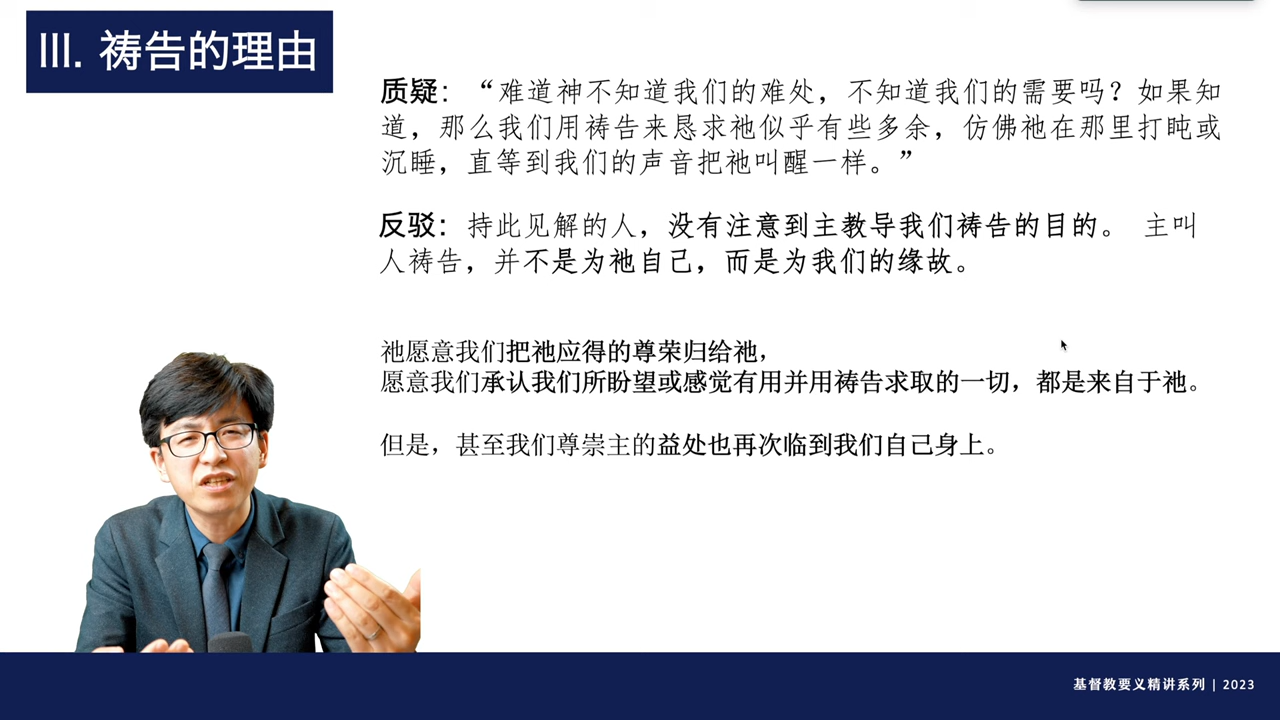 III. 祷告的理由
质疑：“难道神不知道我们的难处，不知道我们的需要吗？如果知
道，那么我们用祷告来恳求祂似乎有些多余，仿佛祂在那里打盹或
沉睡，直等到我们的声音把祂叫醒一样。”
反驳：持此见解的人，没有注意到主教导我们祷告的目的。 主叫
人祷告，并不是为祂自己，而是为我们的缘故。
祂愿意我们把祂应得的尊荣归给祂，
愿意我们承认我们所盼望或感觉有用并用祷告求取的一切，都是来自于祂。
但是，甚至我们尊崇主的益处也再次临到我们自己身上。
基督教要义精讲系列 | 2023